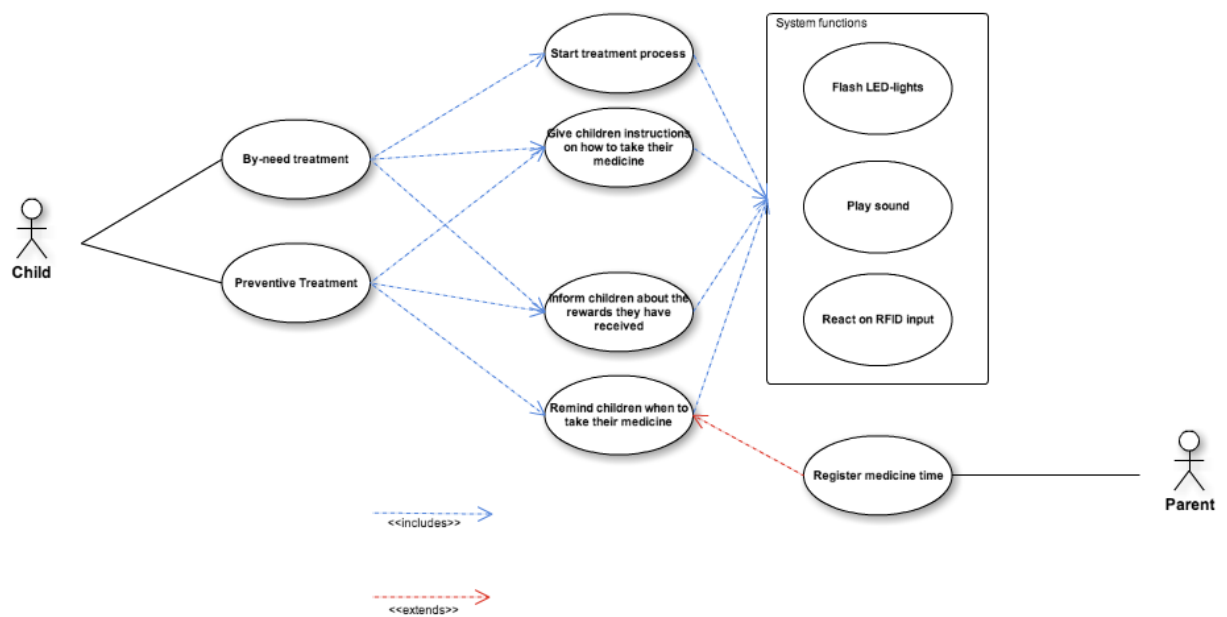 System functions
Start treatment process
Flash LED-lights
Give children instructions
on how to take their
medicine
By-need treatment
Play sound
Child
Preventive Treatment
Inform children about the
rewards they have
received
React on RFID input
Remind children when to
take their medicine
Register medicine time
Parent
<<includes>>
<<extends>>